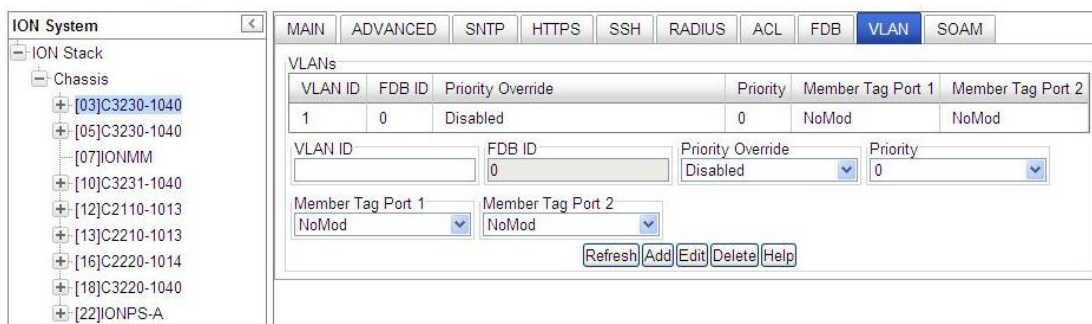 ION System
ION Stack
Chassis
[03]C3230-1040
[05]C3230-1040
[07]IONMM
[10]C3231-1040
[12]C2110-1013
[13]C2210-1013
[16]C2220-1014
[18]C3220-1040
[22]IONPS-A
MAIN ADVANCED SNTP HTTPS SSH RADIUS ACL FDB VLAN SOAM
VLANs
VLAN ID FDB ID Priority Override Priority Member Tag Port 1 Member Tag Port 2
1 0 Disabled 0 NoMod NoMod
VLAN ID FDB ID Priority Override Priority
0 Disabled 0
Member Tag Port 1 Member Tag Port 2
NoMod NoMod
Refresh Add Edit Delete Help